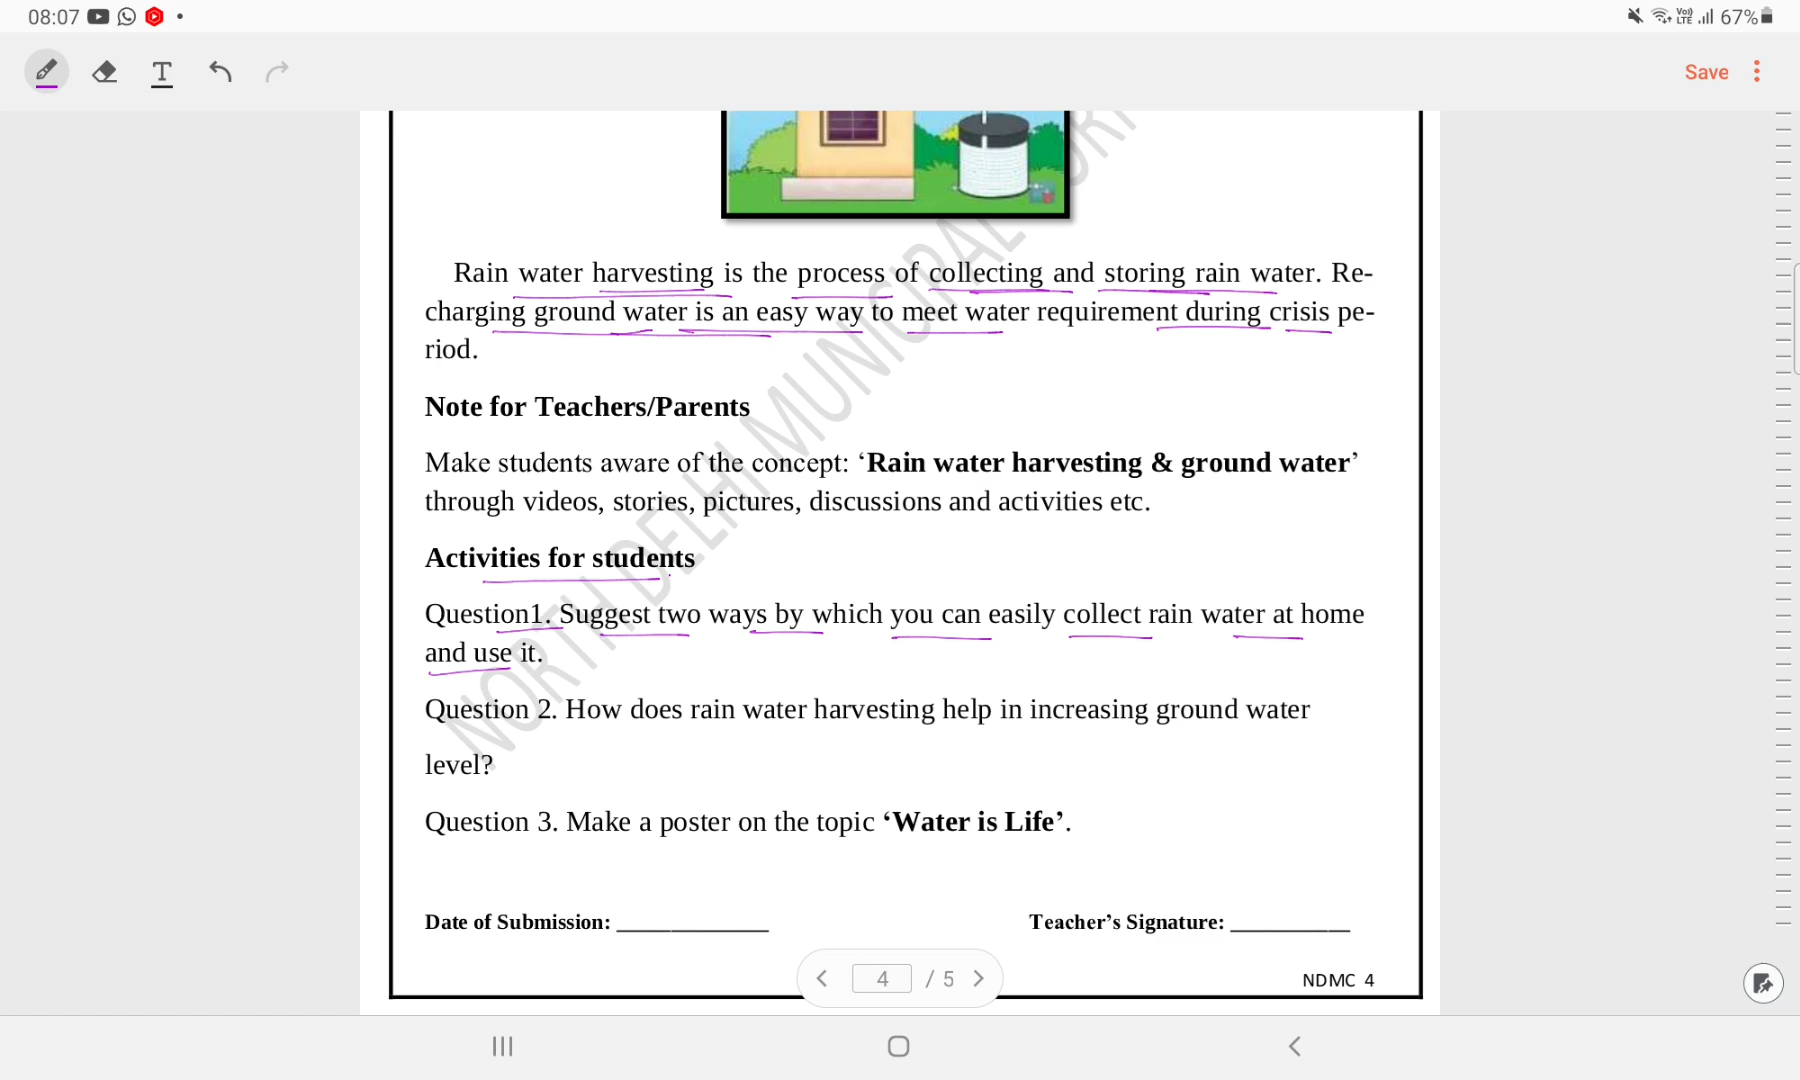 08:07 67%
Save
Rain water harvesting is the process of collecting and storing rain water. Re-
charging ground water is an easy way to meet water requirement during crisis pe-
riod.
Note for Teachers/Parents
Make students aware of the concept: ‘Rain water harvesting & ground water’
through videos, stories, pictures, discussions and activities etc.
Activities for students
Question1. Suggest two ways by which you can easily collect rain water at home
and use it.
Question 2. How does rain water harvesting help in increasing ground water
level?
Question 3. Make a poster on the topic ‘Water is Life’.
Date of Submission: ______________ Teacher’s Signature: ___________
4 / 5
NDMC 4
NORTH DELHI MUNICIPAL